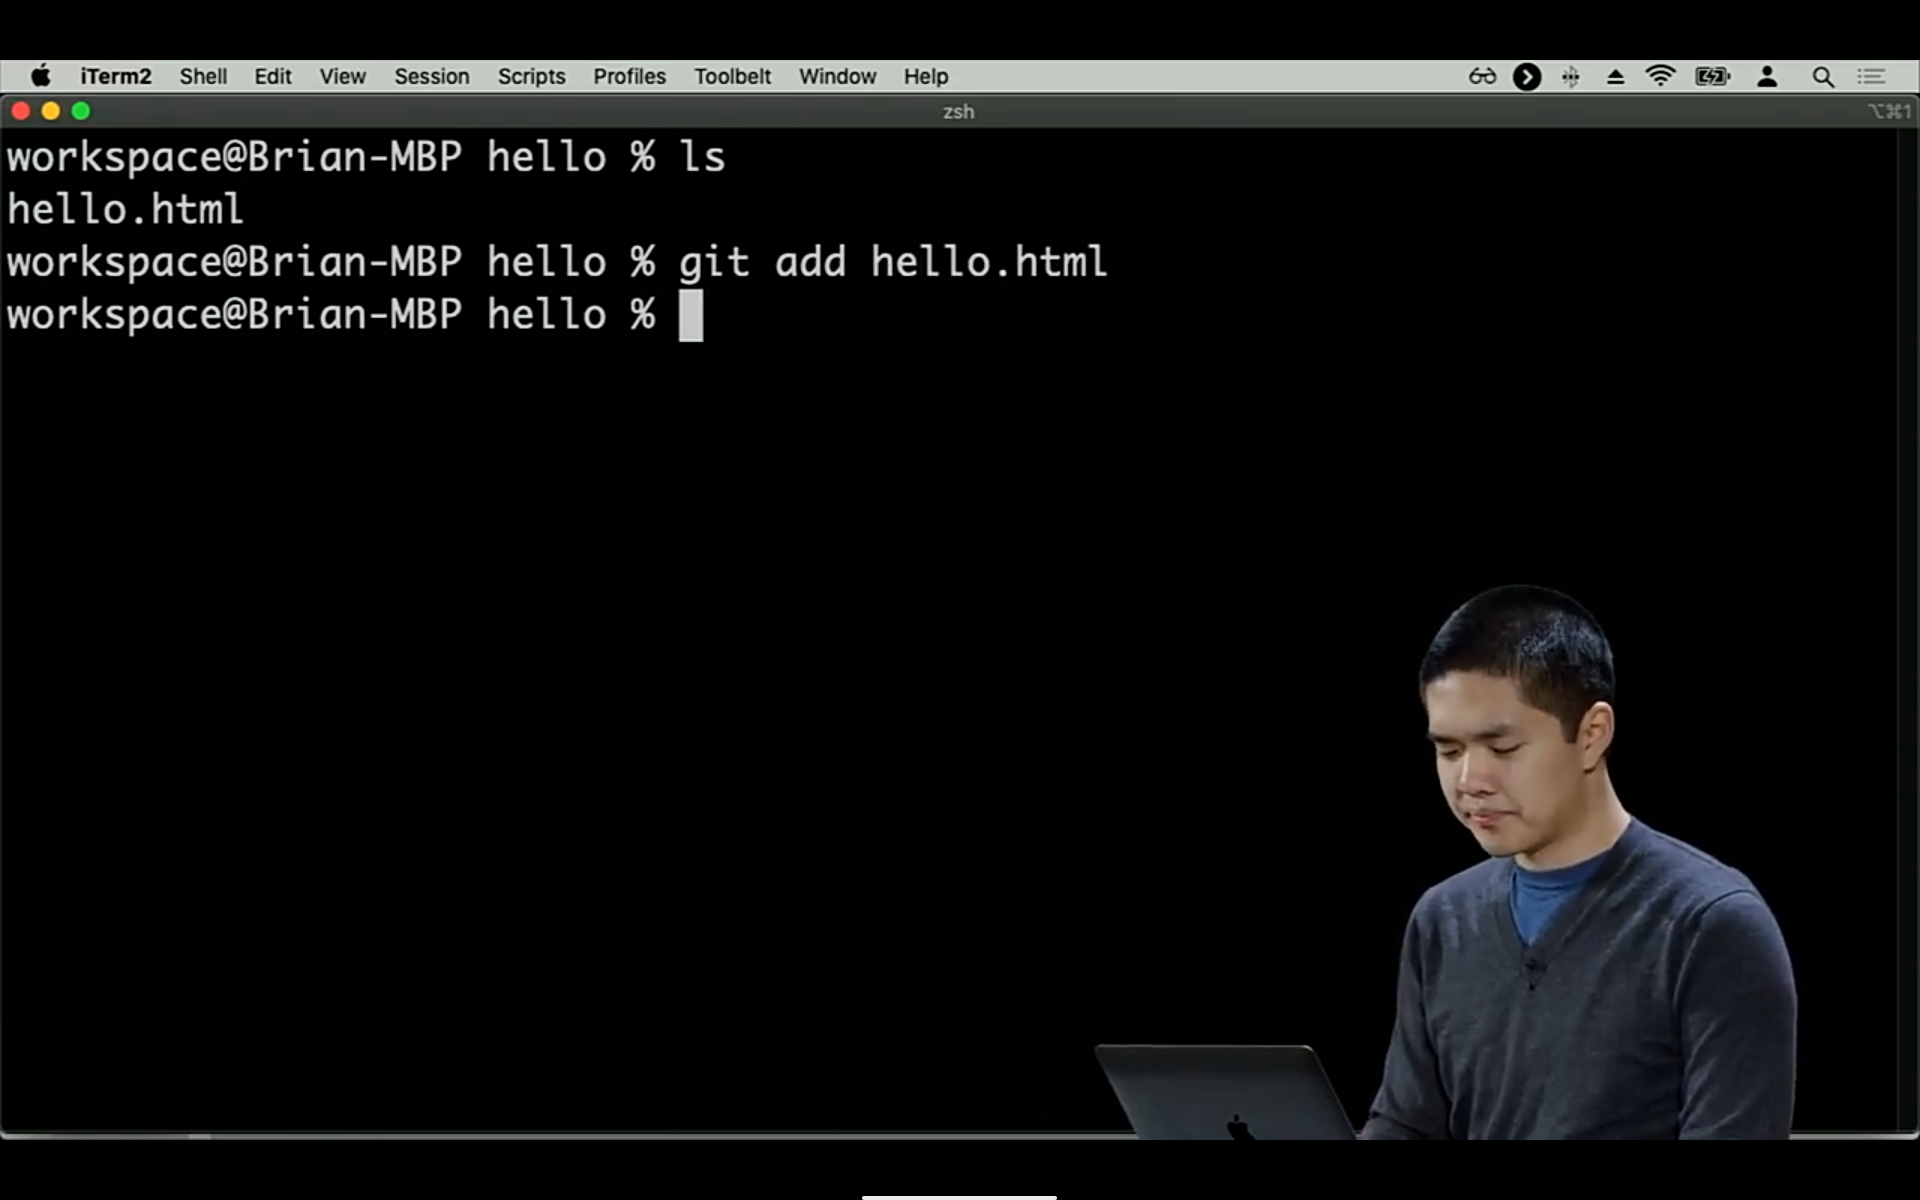 iTerm2 Shell Edit View Session Scripts Profiles Toolbelt Window Help
zsh ⌥⌘1
workspace@Brian-MBP hello % ls
hello.html
workspace@Brian-MBP hello % git add hello.html
workspace@Brian-MBP hello %